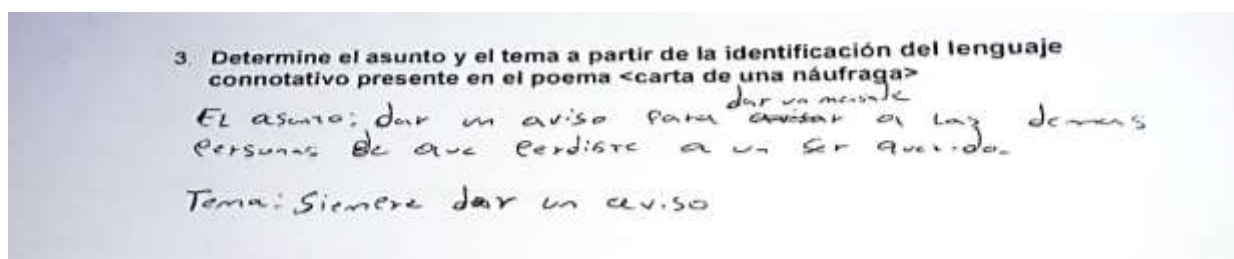 3 Determine el asunto y el tema a partir de la identificación del lenguaje
connotativo presente en el poema <carta de una náufraga>
dar un mensaje
El asunto: dar un aviso para avisar a las demas
personas de que perdiste a un ser querido.
Tema: Siempre dar un aviso